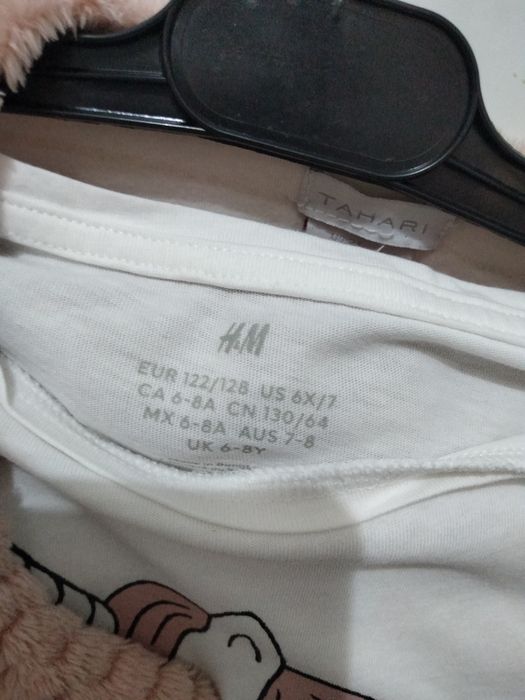 TAHARI
H&M
EUR 122/128 US 6X/7
CA 6-8A CN 130/64
MX 6-8A AUS 7-8
UK 6-8Y